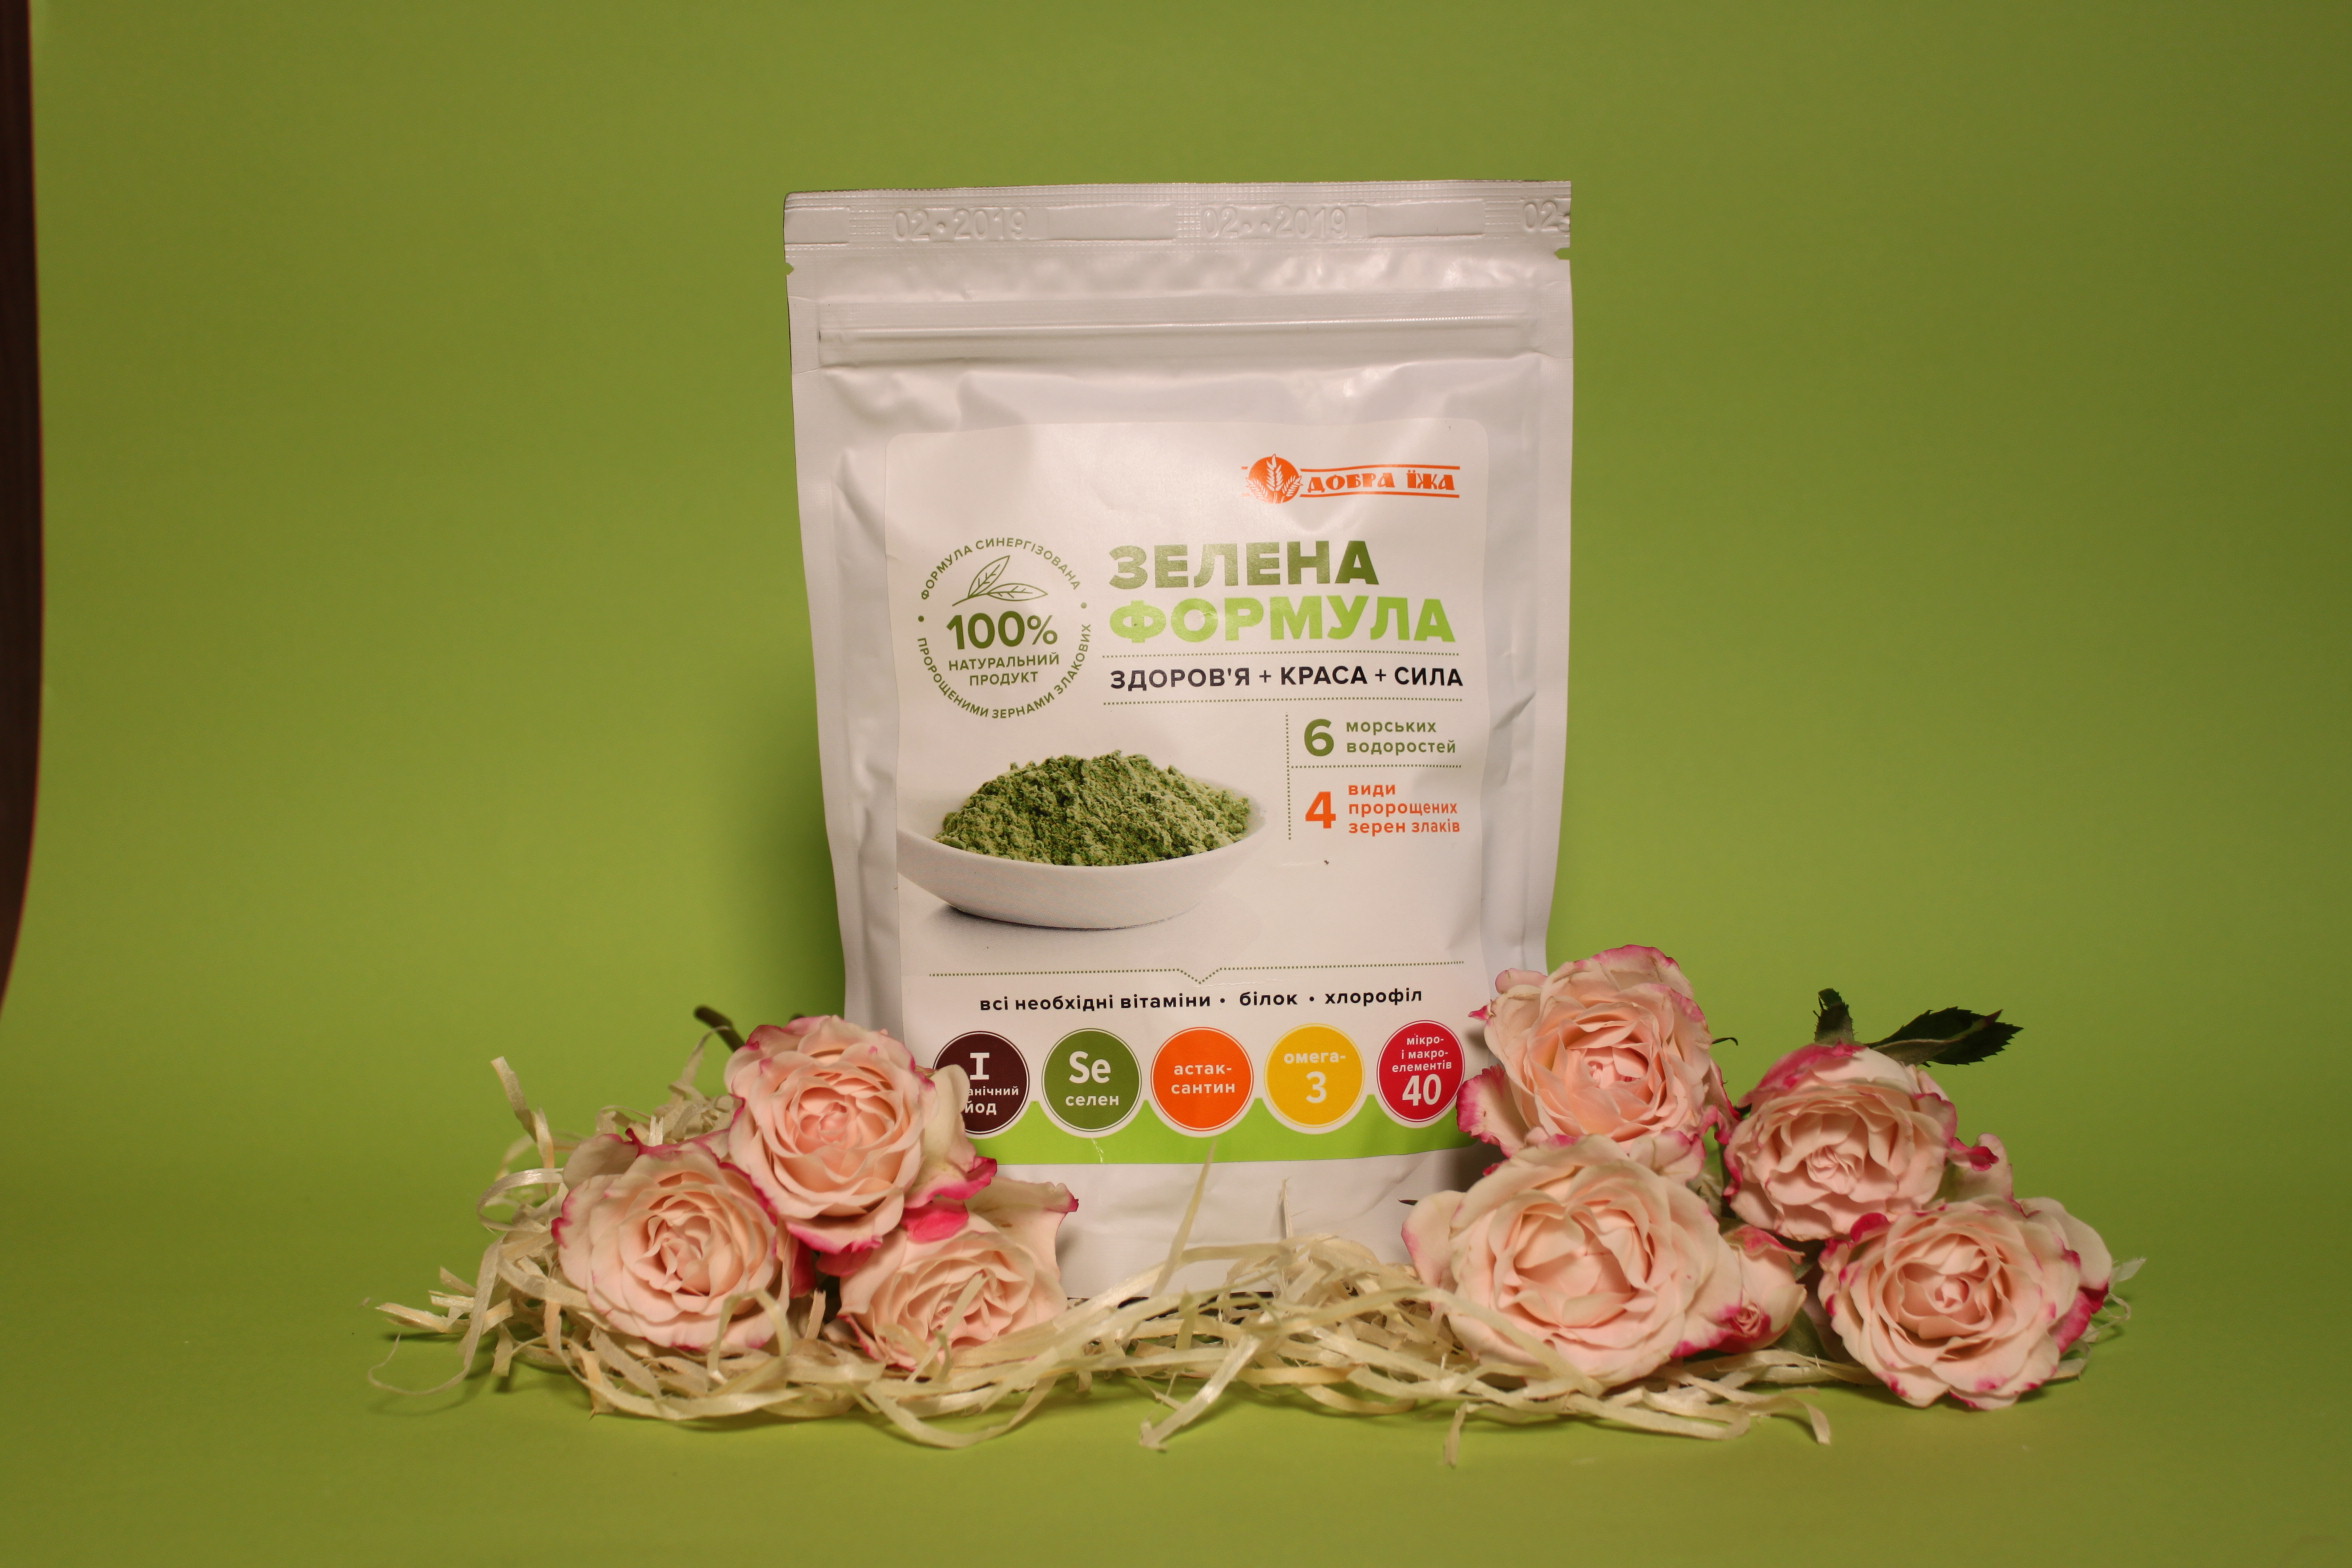 02•2019 02••2019 02•
ДОБРА ЇЖА
ФОРМУЛА СИНЕРГІЗОВАНА
100%
НАТУРАЛЬНИЙ
ПРОДУКТ
ПРОРОЩЕНИМИ ЗЕРНАМИ ЗЛАКОВИХ
ЗЕЛЕНА
ФОРМУЛА
ЗДОРОВ'Я + КРАСА + СИЛА
6 морських
водоростей
4 види
пророщених
зерен злаків
всі необхідні вітаміни • білок • хлорофіл
I
йод
Se
селен
астак-
сантин
омега-
3
мікро-
і макро-
елементів
40